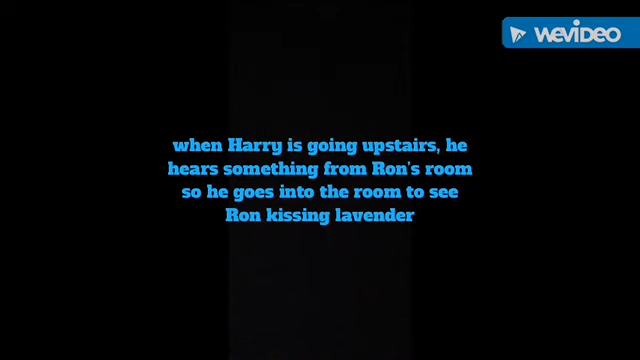 WEVIDEO
when Harry is going upstairs, he
hears something from Ron's room
so he goes into the room to see
Ron kissing lavender